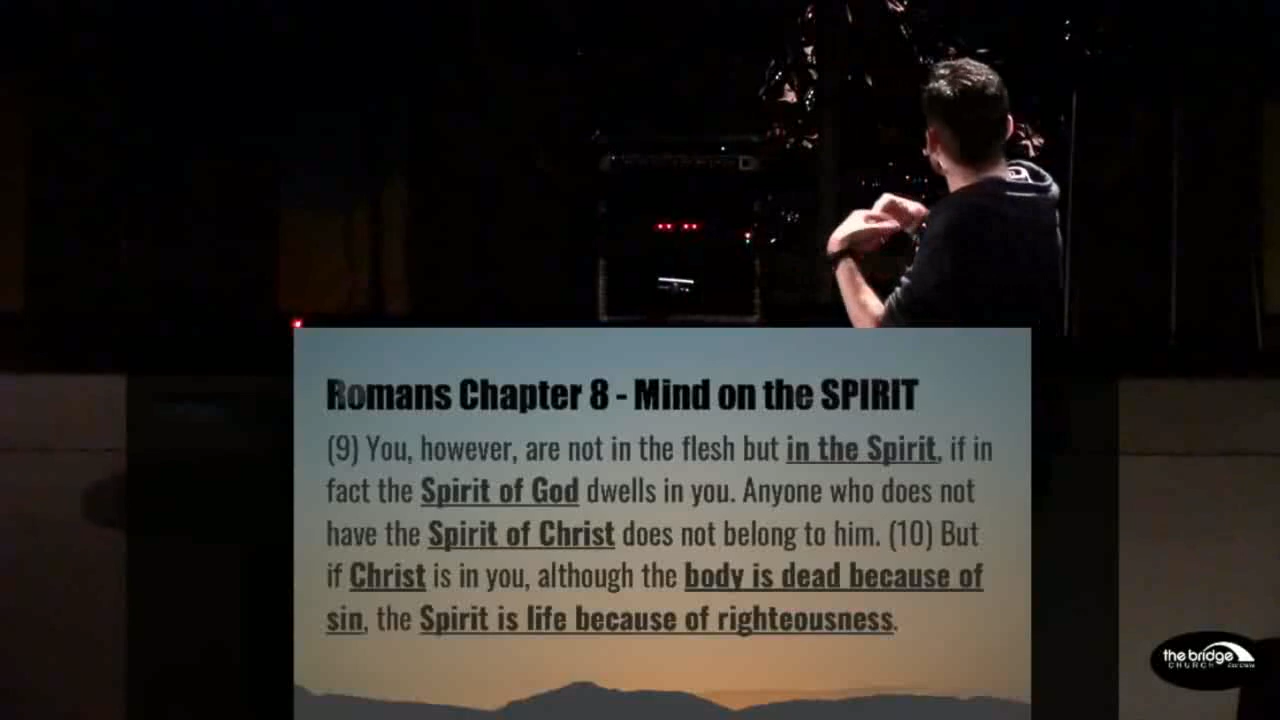 Romans Chapter 8 - Mind on the SPIRIT
(9) You, however, are not in the flesh but in the Spirit, if in
fact the Spirit of God dwells in you. Anyone who does not
have the Spirit of Christ does not belong to him. (10) But
if Christ is in you, although the body is dead because of
sin, the Spirit is life because of righteousness.
the bridge
CHURCH